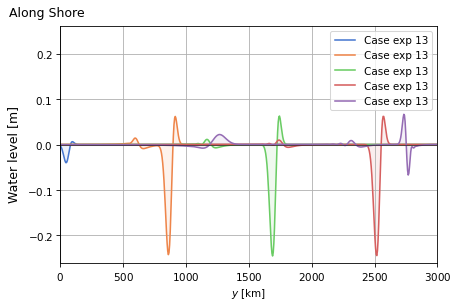 Along Shore
Water level [m]
0.2
0.1
0.0
−0.1
−0.2
0
500
1000
1500
2000
2500
3000
y [km]
Case exp 13
Case exp 13
Case exp 13
Case exp 13
Case exp 13